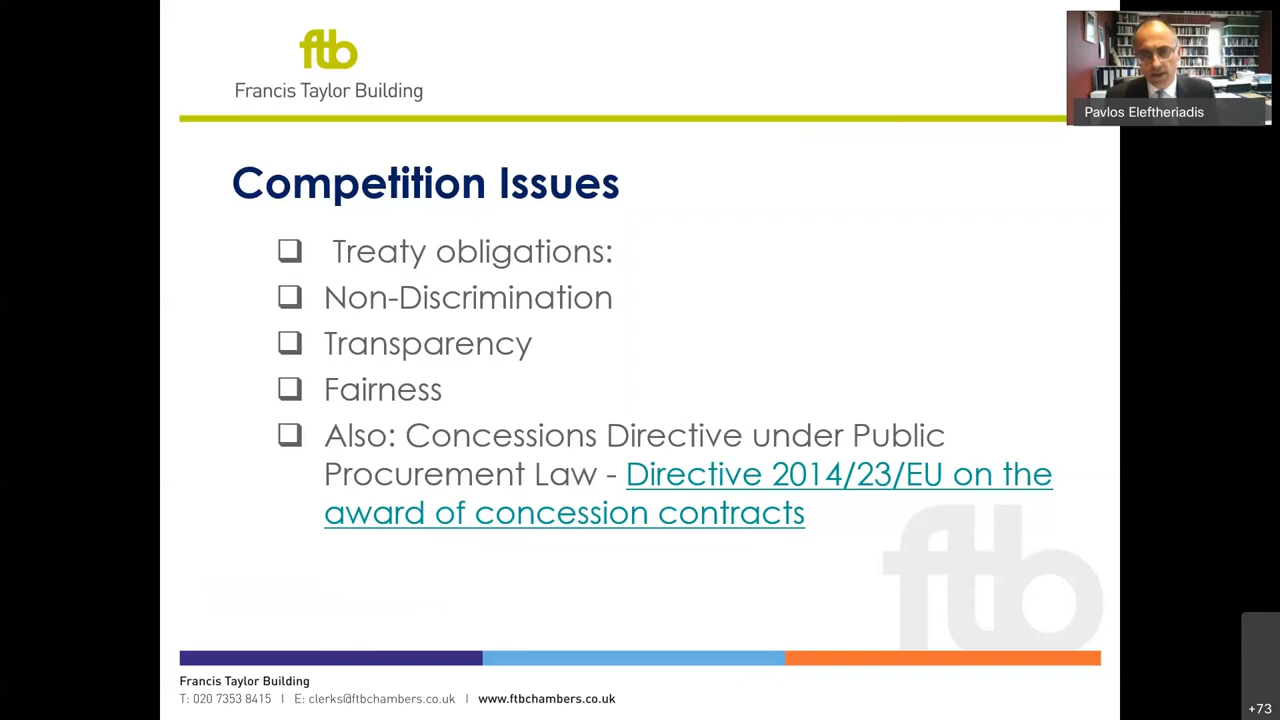 ftb
Francis Taylor Building
Pavlos Eleftheriadis
Competition Issues
Treaty obligations:
Non-Discrimination
Transparency
Fairness
Also: Concessions Directive under Public
Procurement Law - Directive 2014/23/EU on the
award of concession contracts
ftb
Francis Taylor Building
T: 020 7353 8415 | E: clerks@ftbchambers.co.uk | www.ftbchambers.co.uk
+73